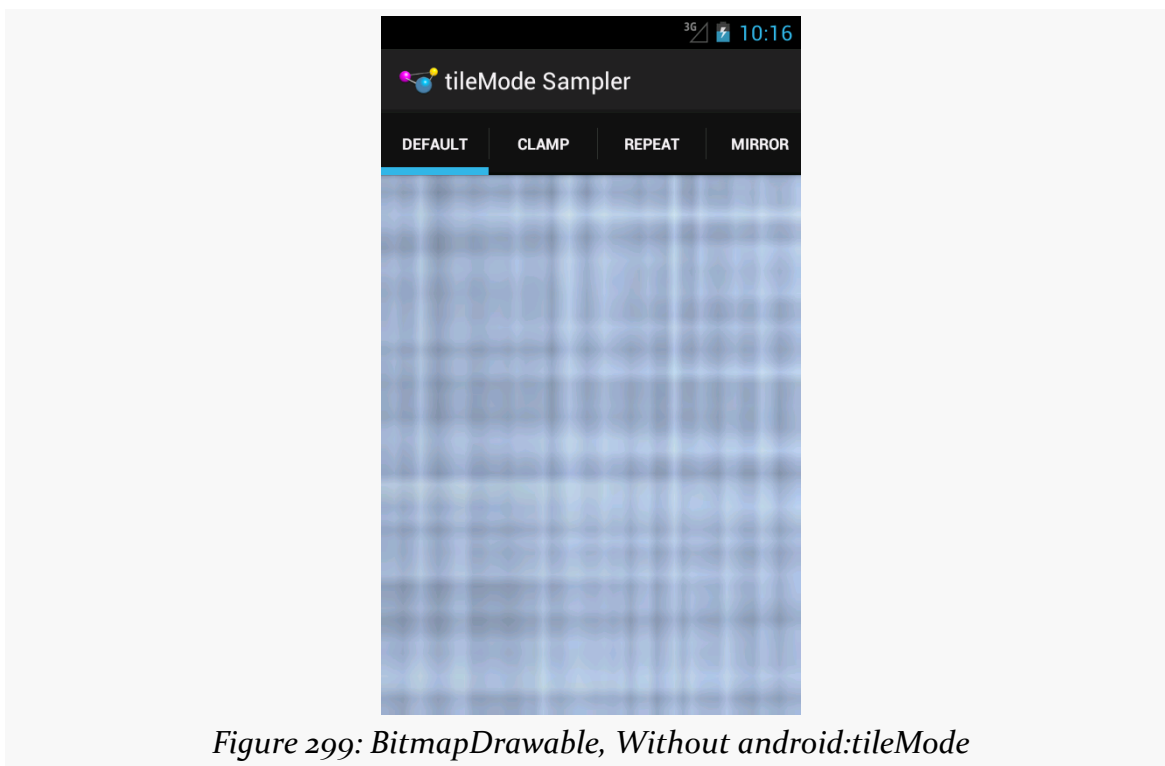 3G 10:16
tileMode Sampler
DEFAULT CLAMP REPEAT MIRROR
Figure 299: BitmapDrawable, Without android:tileMode